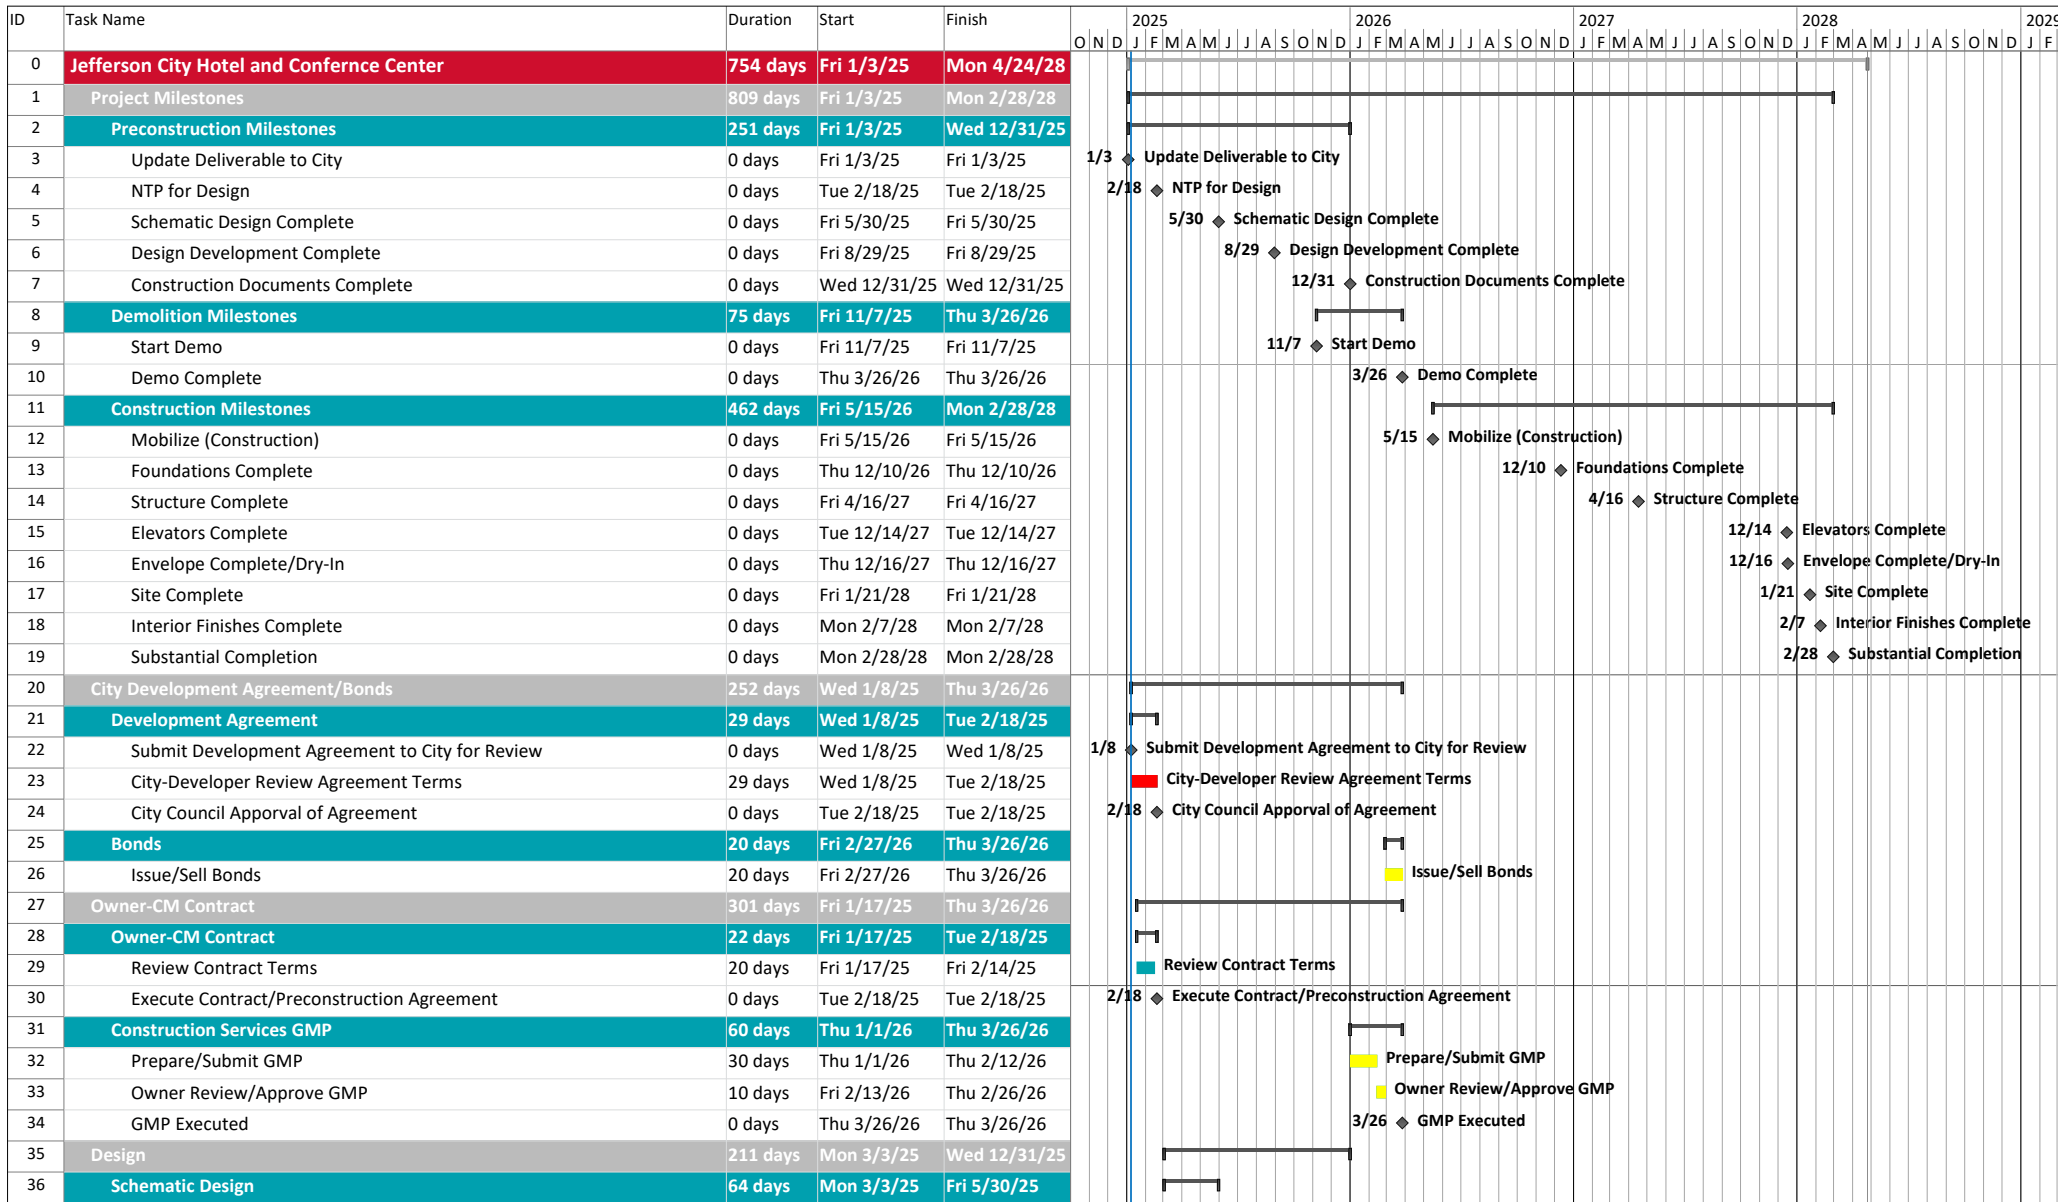 ID Task Name Duration Start Finish 2025 2026 2027 2028 2029
O N D J F M A M J J A S O N D J F M A M J J A S O N D J F M A M J J A S O N D J F M A M J J A S O N D J F
0 Jefferson City Hotel and Confernce Center 754 days Fri 1/3/25 Mon 4/24/28
1 Project Milestones 809 days Fri 1/3/25 Mon 2/28/28
2 Preconstruction Milestones 251 days Fri 1/3/25 Wed 12/31/25
3 Update Deliverable to City 0 days Fri 1/3/25 Fri 1/3/25 1/3 Update Deliverable to City
4 NTP for Design 0 days Tue 2/18/25 Tue 2/18/25 2/18 NTP for Design
5 Schematic Design Complete 0 days Fri 5/30/25 Fri 5/30/25 5/30 Schematic Design Complete
6 Design Development Complete 0 days Fri 8/29/25 Fri 8/29/25 8/29 Design Development Complete
7 Construction Documents Complete 0 days Wed 12/31/25 Wed 12/31/25 12/31 Construction Documents Complete
8 Demolition Milestones 75 days Fri 11/7/25 Thu 3/26/26
9 Start Demo 0 days Fri 11/7/25 Fri 11/7/25 11/7 Start Demo
10 Demo Complete 0 days Thu 3/26/26 Thu 3/26/26 3/26 Demo Complete
11 Construction Milestones 462 days Fri 5/15/26 Mon 2/28/28
12 Mobilize (Construction) 0 days Fri 5/15/26 Fri 5/15/26 5/15 Mobilize (Construction)
13 Foundations Complete 0 days Thu 12/10/26 Thu 12/10/26 12/10 Foundations Complete
14 Structure Complete 0 days Fri 4/16/27 Fri 4/16/27 4/16 Structure Complete
15 Elevators Complete 0 days Tue 12/14/27 Tue 12/14/27 12/14 Elevators Complete
16 Envelope Complete/Dry-In 0 days Thu 12/16/27 Thu 12/16/27 12/16 Envelope Complete/Dry-In
17 Site Complete 0 days Fri 1/21/28 Fri 1/21/28 1/21 Site Complete
18 Interior Finishes Complete 0 days Mon 2/7/28 Mon 2/7/28 2/7 Interior Finishes Complete
19 Substantial Completion 0 days Mon 2/28/28 Mon 2/28/28 2/28 Substantial Completion
20 City Development Agreement/Bonds 252 days Wed 1/8/25 Thu 3/26/26
21 Development Agreement 29 days Wed 1/8/25 Tue 2/18/25
22 Submit Development Agreement to City for Review 0 days Wed 1/8/25 Wed 1/8/25 1/8 Submit Development Agreement to City for Review
23 City-Developer Review Agreement Terms 29 days Wed 1/8/25 Tue 2/18/25 City-Developer Review Agreement Terms
24 City Council Apporval of Agreement 0 days Tue 2/18/25 Tue 2/18/25 2/18 City Council Apporval of Agreement
25 Bonds 20 days Fri 2/27/26 Thu 3/26/26
26 Issue/Sell Bonds 20 days Fri 2/27/26 Thu 3/26/26 Issue/Sell Bonds
27 Owner-CM Contract 301 days Fri 1/17/25 Thu 3/26/26
28 Owner-CM Contract 22 days Fri 1/17/25 Tue 2/18/25
29 Review Contract Terms 20 days Fri 1/17/25 Fri 2/14/25 Review Contract Terms
30 Execute Contract/Preconstruction Agreement 0 days Tue 2/18/25 Tue 2/18/25 2/18 Execute Contract/Preconstruction Agreement
31 Construction Services GMP 60 days Thu 1/1/26 Thu 3/26/26
32 Prepare/Submit GMP 30 days Thu 1/1/26 Thu 2/12/26 Prepare/Submit GMP
33 Owner Review/Approve GMP 10 days Fri 2/13/26 Thu 2/26/26 Owner Review/Approve GMP
34 GMP Executed 0 days Thu 3/26/26 Thu 3/26/26 3/26 GMP Executed
35 Design 211 days Mon 3/3/25 Wed 12/31/25
36 Schematic Design 64 days Mon 3/3/25 Fri 5/30/25